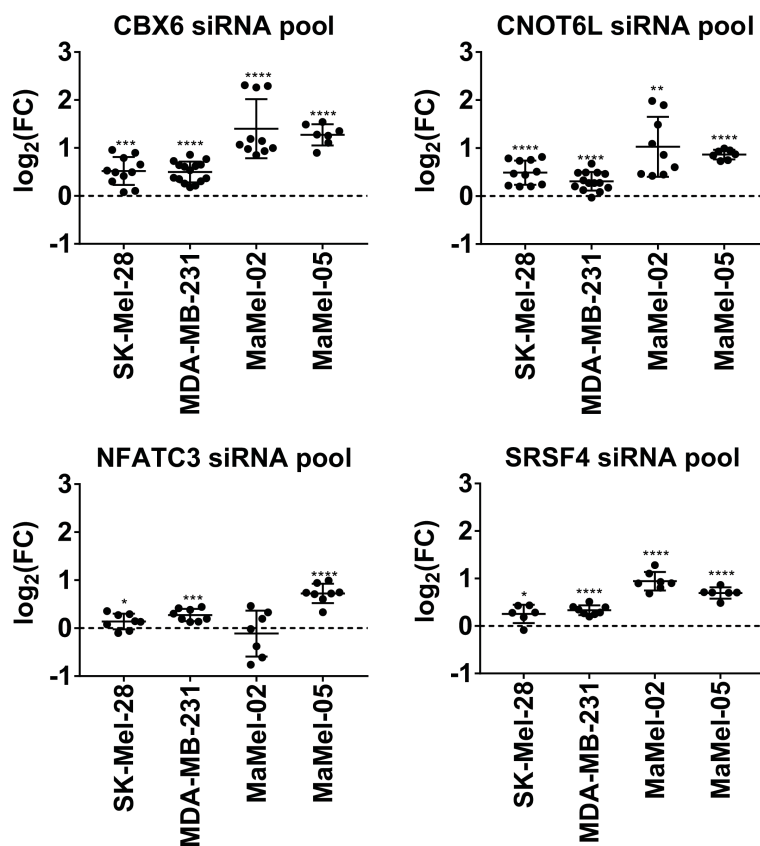 CBX6 siRNA pool
log₂(FC)
3
2
1
0
-1
***
****
****
****
SK-Mel-28
MDA-MB-231
MaMel-02
MaMel-05
CNOT6L siRNA pool
log₂(FC)
3
2
1
0
-1
****
****
**
****
SK-Mel-28
MDA-MB-231
MaMel-02
MaMel-05
NFATC3 siRNA pool
log₂(FC)
3
2
1
0
-1
*
***
****
SK-Mel-28
MDA-MB-231
MaMel-02
MaMel-05
SRSF4 siRNA pool
log₂(FC)
3
2
1
0
-1
*
****
****
****
SK-Mel-28
MDA-MB-231
MaMel-02
MaMel-05